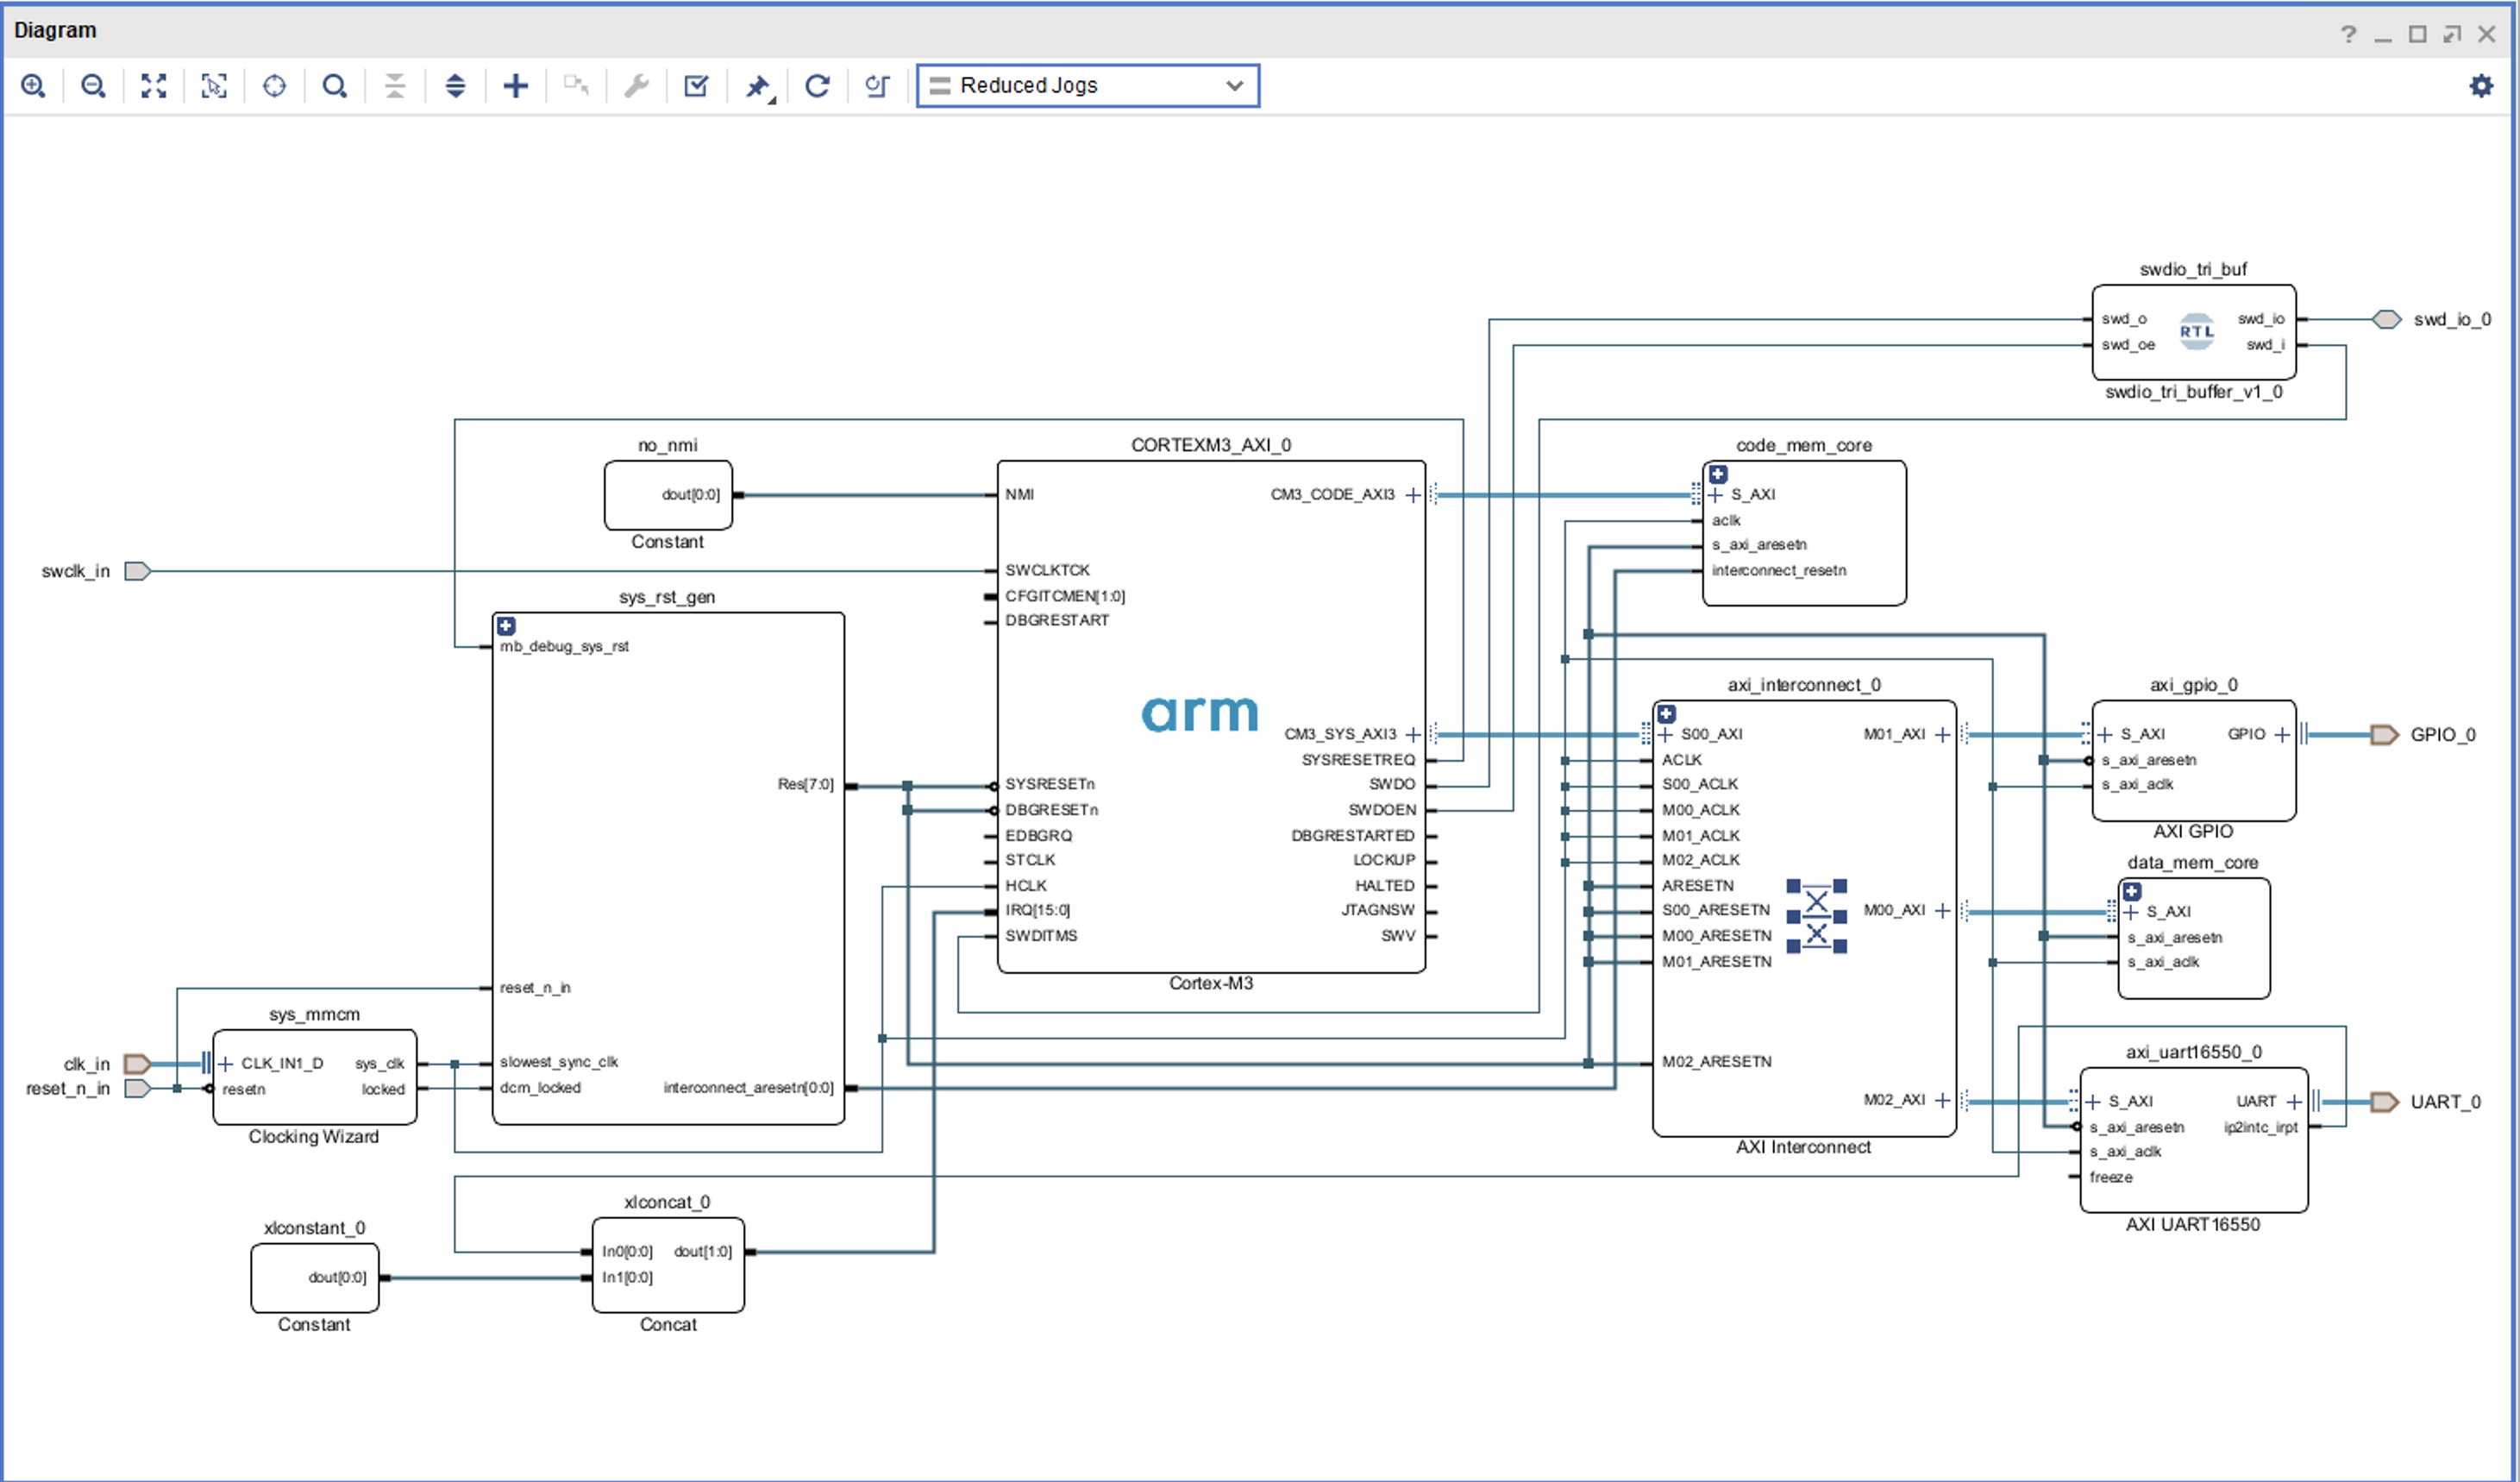 Diagram
?
Reduced Jogs
swdio_tri_buf
swd_o
swd_oe
RTL
swd_io
swd_i
swdio_tri_buffer_v1_0
swd_io_0
no_nmi
dout[0:0]
Constant
swclk_in
sys_rst_gen
mb_debug_sys_rst
Res[7:0]
reset_n_in
slowest_sync_clk
dcm_locked
interconnect_aresetn[0:0]
sys_mmcm
clk_in
reset_n_in
CLK_IN1_D
resetn
sys_clk
locked
Clocking Wizard
CORTEXM3_AXI_0
NMI
SWCLKTCK
CFGITCMEN[1:0]
DBGRESTART
arm
SYSRESETn
DBGRESETn
EDBGRQ
STCLK
HCLK
IRQ[15:0]
SWDITMS
CM3_CODE_AXI3
CM3_SYS_AXI3
SYSRESETREQ
SWDO
SWDOEN
DBGRESTARTED
LOCKUP
HALTED
JTAGNSW
SWV
Cortex-M3
code_mem_core
S_AXI
aclk
s_axi_aresetn
interconnect_resetn
axi_interconnect_0
S00_AXI
ACLK
S00_ACLK
M00_ACLK
M01_ACLK
M02_ACLK
ARESETN
S00_ARESETN
M00_ARESETN
M01_ARESETN
M02_ARESETN
M01_AXI
M00_AXI
M02_AXI
AXI Interconnect
axi_gpio_0
S_AXI
s_axi_aresetn
s_axi_aclk
GPIO
AXI GPIO
GPIO_0
data_mem_core
S_AXI
s_axi_aresetn
s_axi_aclk
axi_uart16550_0
S_AXI
s_axi_aresetn
s_axi_aclk
freeze
UART
ip2intc_irpt
AXI UART16550
UART_0
xlconstant_0
dout[0:0]
Constant
xlconcat_0
In0[0:0]
In1[0:0]
dout[1:0]
Concat